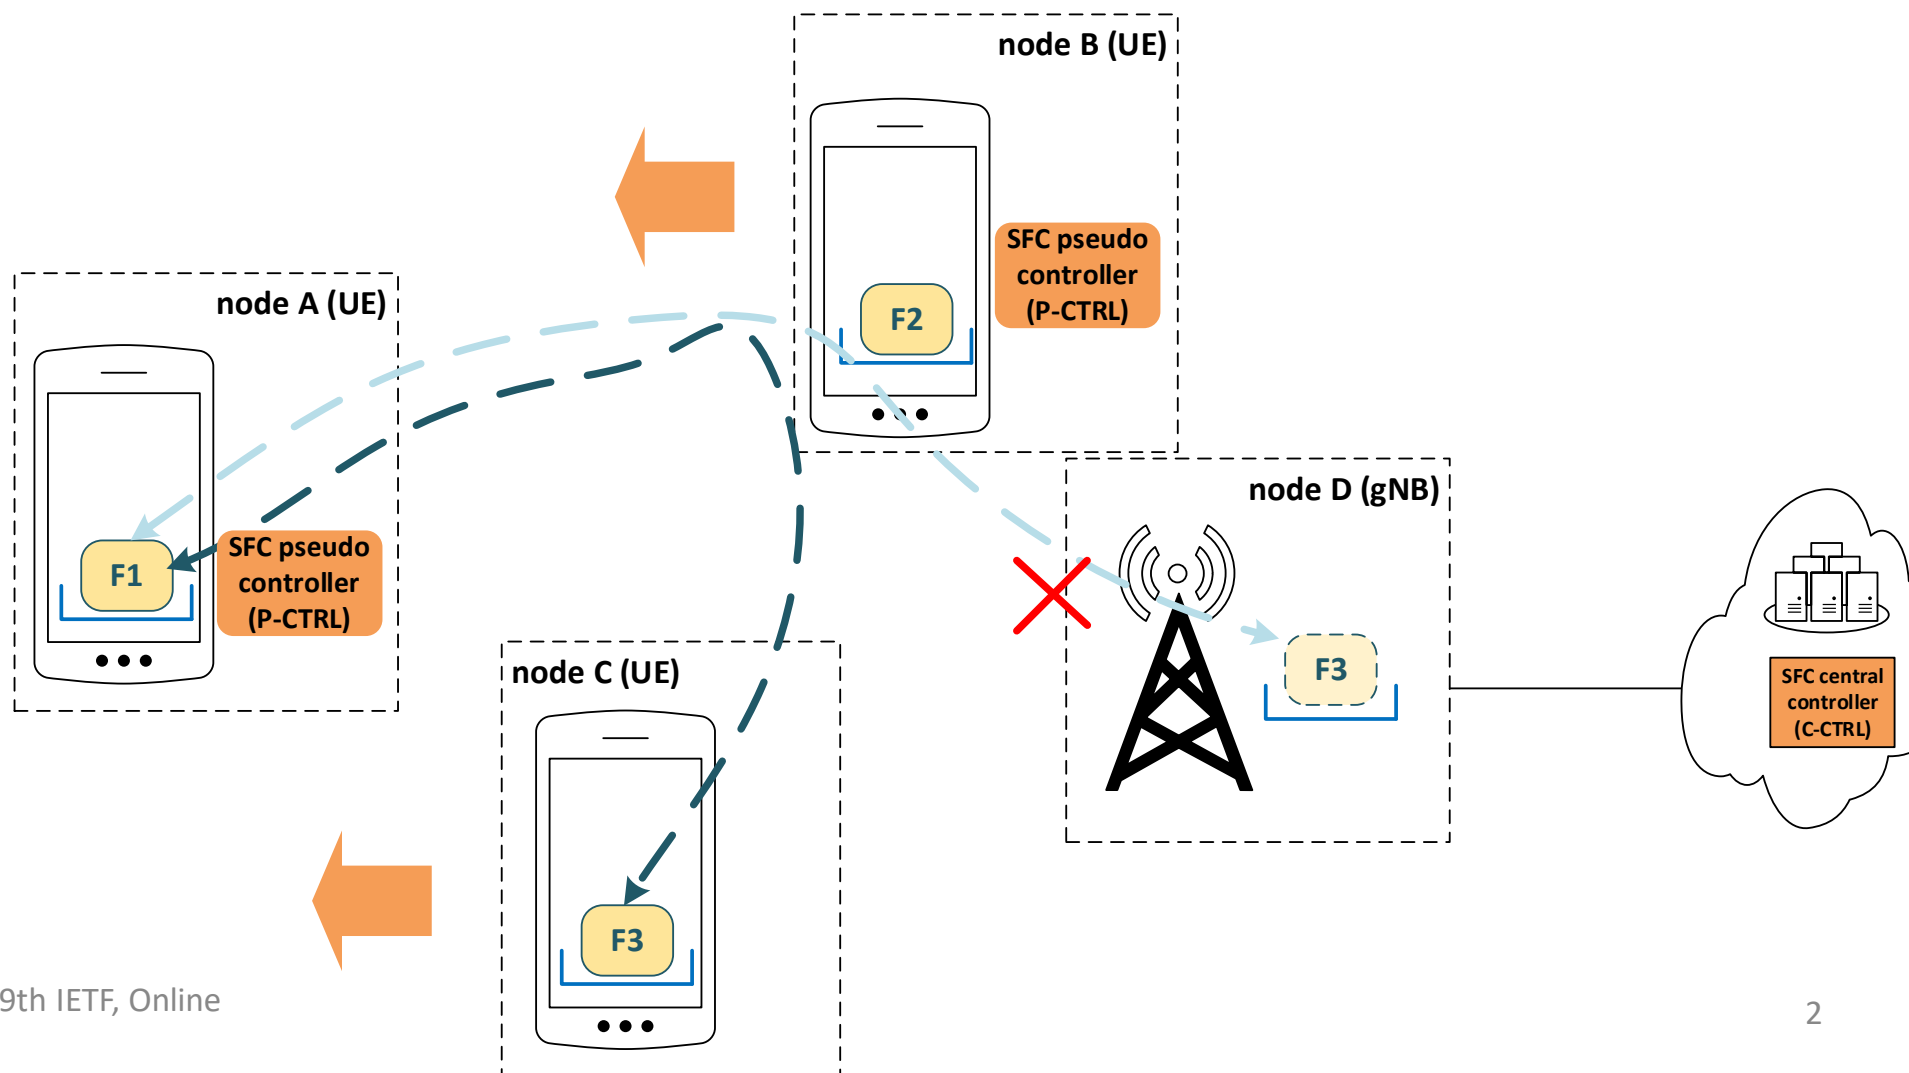 node B (UE)
SFC pseudo
controller
(P-CTRL)
F2
node A (UE)
F1
SFC pseudo
controller
(P-CTRL)
node D (gNB)
F3
node C (UE)
F3
SFC central
controller
(C-CTRL)
9th IETF, Online
2